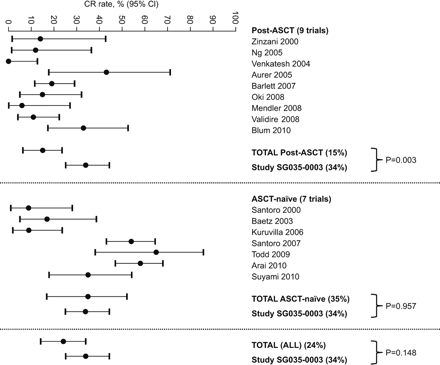 CR rate, % (95% CI)
0 10 20 30 40 50 60 70 80 90 100
Post-ASCT (9 trials)
Zinzani 2000
Ng 2005
Venkatesh 2004
Aurer 2005
Barlett 2007
Oki 2008
Mendler 2008
Validire 2008
Blum 2010
TOTAL Post-ASCT (15%)
Study SG035-0003 (34%)
P=0.003
ASCT-naïve (7 trials)
Santoro 2000
Baetz 2003
Kuruvilla 2006
Santoro 2007
Todd 2009
Arai 2010
Suyami 2010
TOTAL ASCT-naïve (35%)
Study SG035-0003 (34%)
P=0.957
TOTAL (ALL) (24%)
Study SG035-0003 (34%)
P=0.148